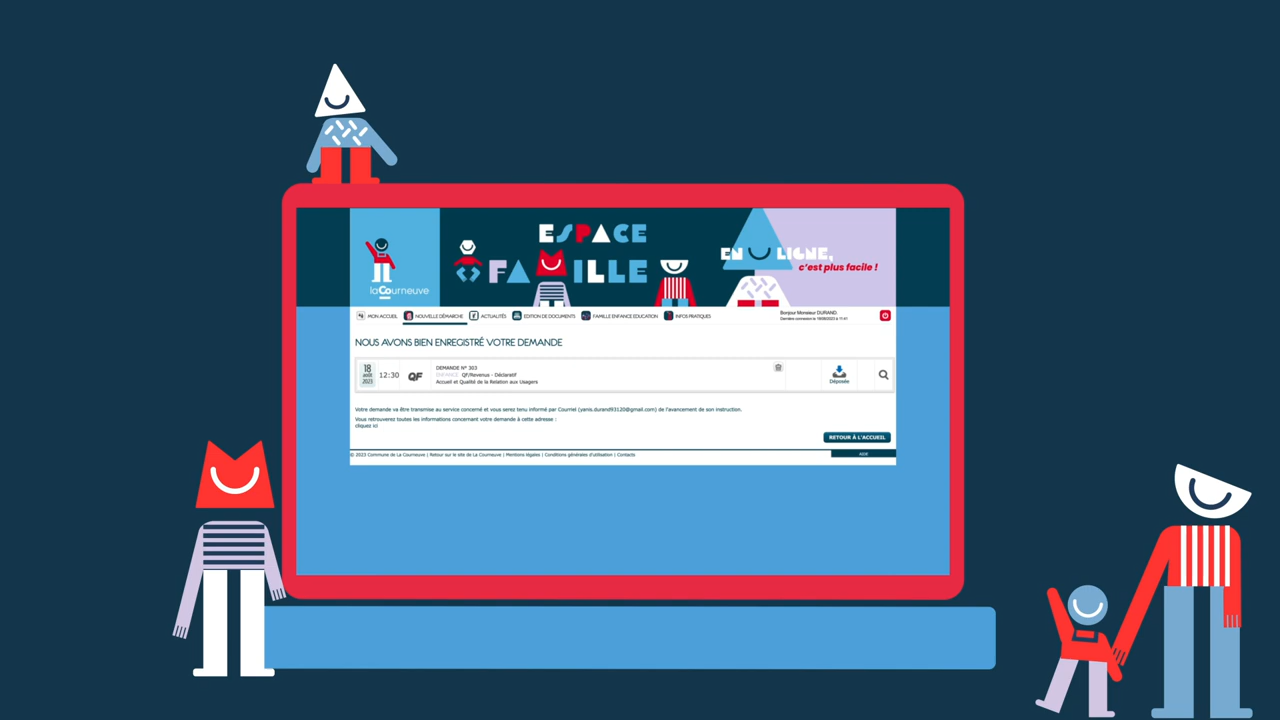 ESPACE
FAMILLE
EN LIGNE,
c'est plus facile !
laCourneuve
MON ACCUEIL NOUVELLE DÉMARCHE ACTUALITÉS EDITION DE DOCUMENTS FAMILLE ENFANCE EDUCATION INFOS PRATIQUES
Bonjour Monsieur DURAND.
NOUS AVONS BIEN ENREGISTRÉ VOTRE DEMANDE
18
août
2023
12:30
QF
DEMANDE N° 303
ENFANCE Qf/Revenus - Déclaratif
Accueil et Qualité de la Relation aux Usagers
Déposée
Votre demande va être transmise au service concerné et vous serez tenu informé par Courriel (yanis.durand93120@gmail.com) de l'avancement de son instruction.
Vous retrouverez toutes les informations concernant votre demande à cette adresse :
cliquez ici
RETOUR À L'ACCUEIL
© 2023 Commune de La Courneuve | Retour sur le site de La Courneuve | Mentions légales | Conditions générales d'utilisation | Contacts
AIDE